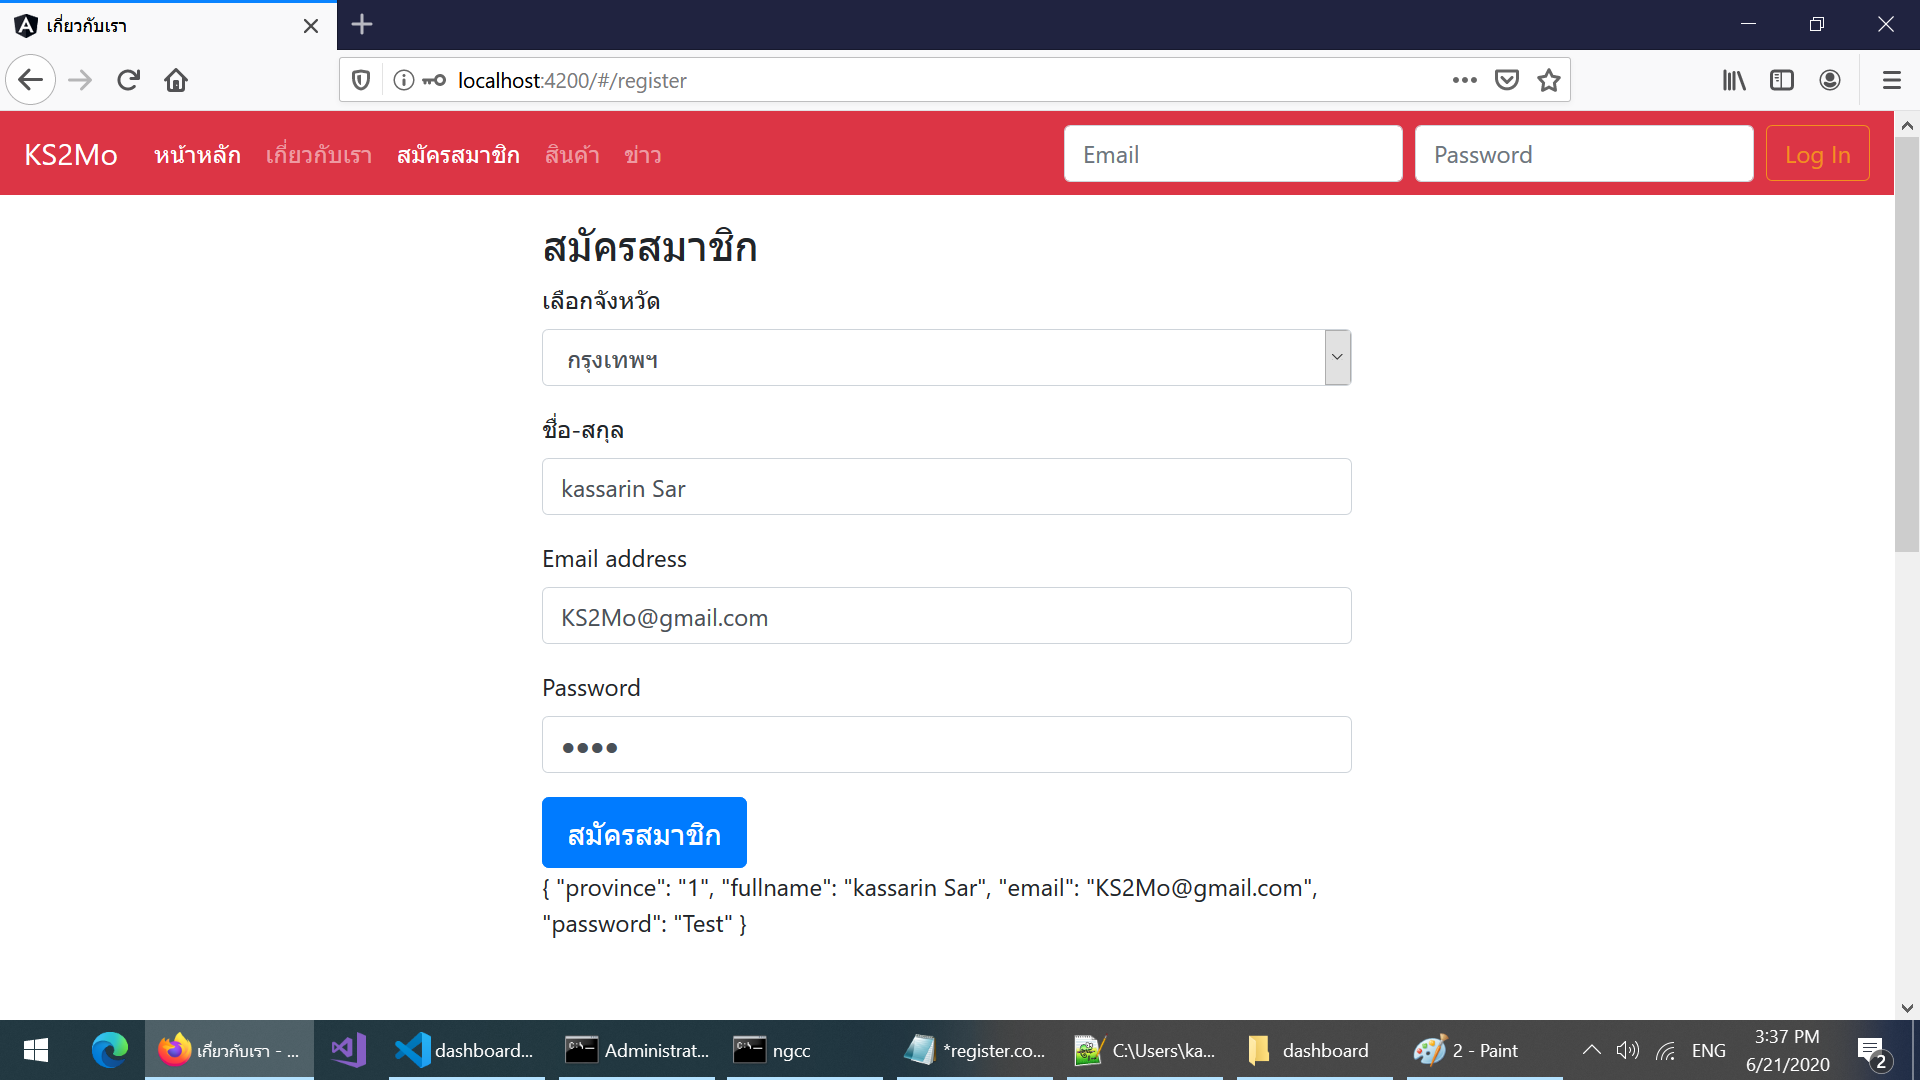 เกี่ยวกับเรา
localhost:4200/#/register
KS2Mo หน้าหลัก เกี่ยวกับเรา สมัครสมาชิก สินค้า ข่าว Email Password Log In
สมัครสมาชิก
เลือกจังหวัด
กรุงเทพฯ
ชื่อ-สกุล
kassarin Sar
Email address
KS2Mo@gmail.com
Password
สมัครสมาชิก
{ "province": "1", "fullname": "kassarin Sar", "email": "KS2Mo@gmail.com",
"password": "Test" }
เกี่ยวกับเรา - ... dashboard... Administrat... ngcc *register.co... C:\Users\ka... dashboard 2 - Paint ENG 3:37 PM
6/21/2020 2